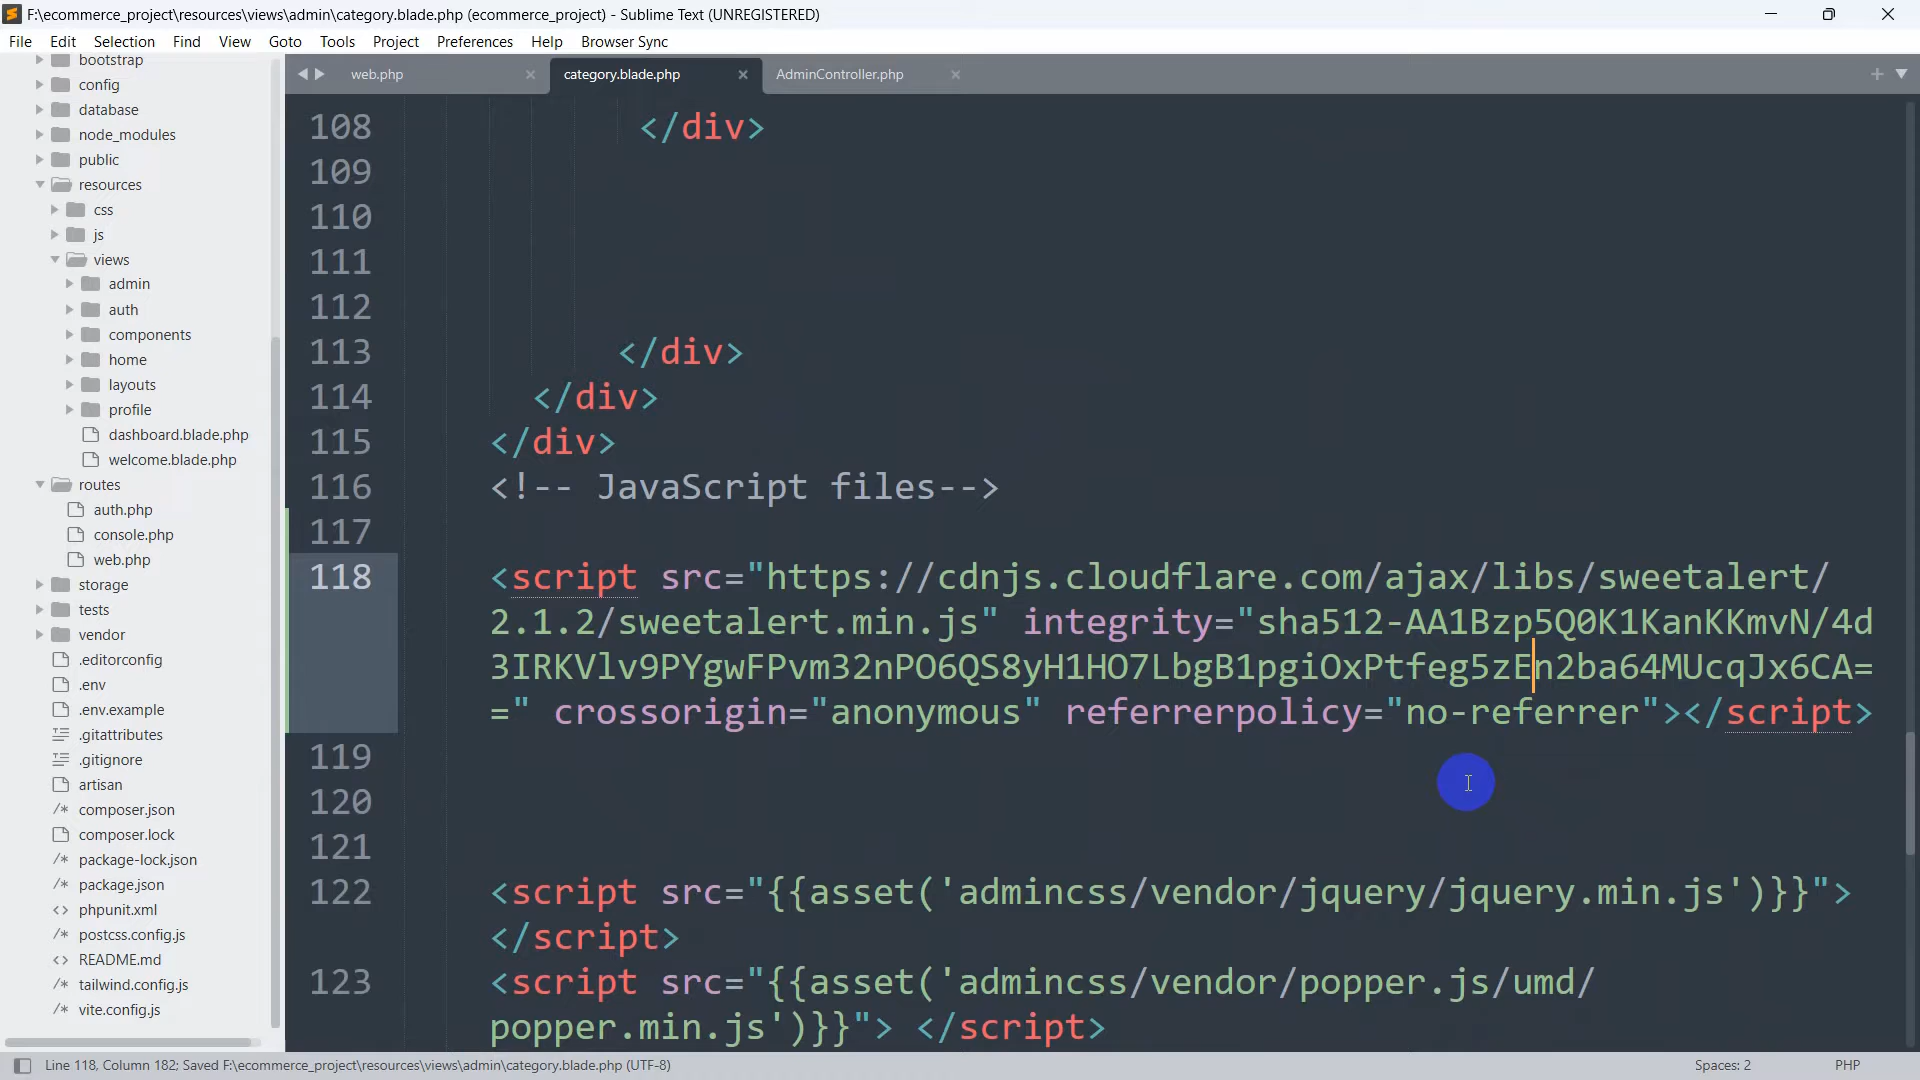 F:\ecommerce_project\resources\views\admin\category.blade.php (ecommerce_project) - Sublime Text (UNREGISTERED)
File Edit Selection Find View Goto Tools Project Preferences Help Browser Sync
bootstrap
config
database
node_modules
public
resources
css
js
views
admin
auth
components
home
layouts
profile
dashboard.blade.php
welcome.blade.php
routes
auth.php
console.php
web.php
storage
tests
vendor
.editorconfig
.env
.env.example
.gitattributes
.gitignore
artisan
composer.json
composer.lock
package-lock.json
package.json
phpunit.xml
postcss.config.js
README.md
tailwind.config.js
vite.config.js
web.php category.blade.php AdminController.php
108 </div>
109
110
111
112
113 </div>
114 </div>
115 </div>
116 <!-- JavaScript files-->
117
118 <script src="https://cdnjs.cloudflare.com/ajax/libs/sweetalert/
2.1.2/sweetalert.min.js" integrity="sha512-AA1Bzp5Q0K1KanKKmvN/4d
3IRKVlv9PYgwFPvm32nPO6QS8yH1HO7LbgB1pgiOxPtfeg5zEn2ba64MUcqJx6CA=
=" crossorigin="anonymous" referrerpolicy="no-referrer"></script>
119
120
121
122 <script src="{{asset('admincss/vendor/jquery/jquery.min.js')}}">
</script>
123 <script src="{{asset('admincss/vendor/popper.js/umd/
popper.min.js')}}"> </script>
Line 118, Column 182; Saved F:\ecommerce_project\resources\views\admin\category.blade.php (UTF-8) Spaces: 2 PHP